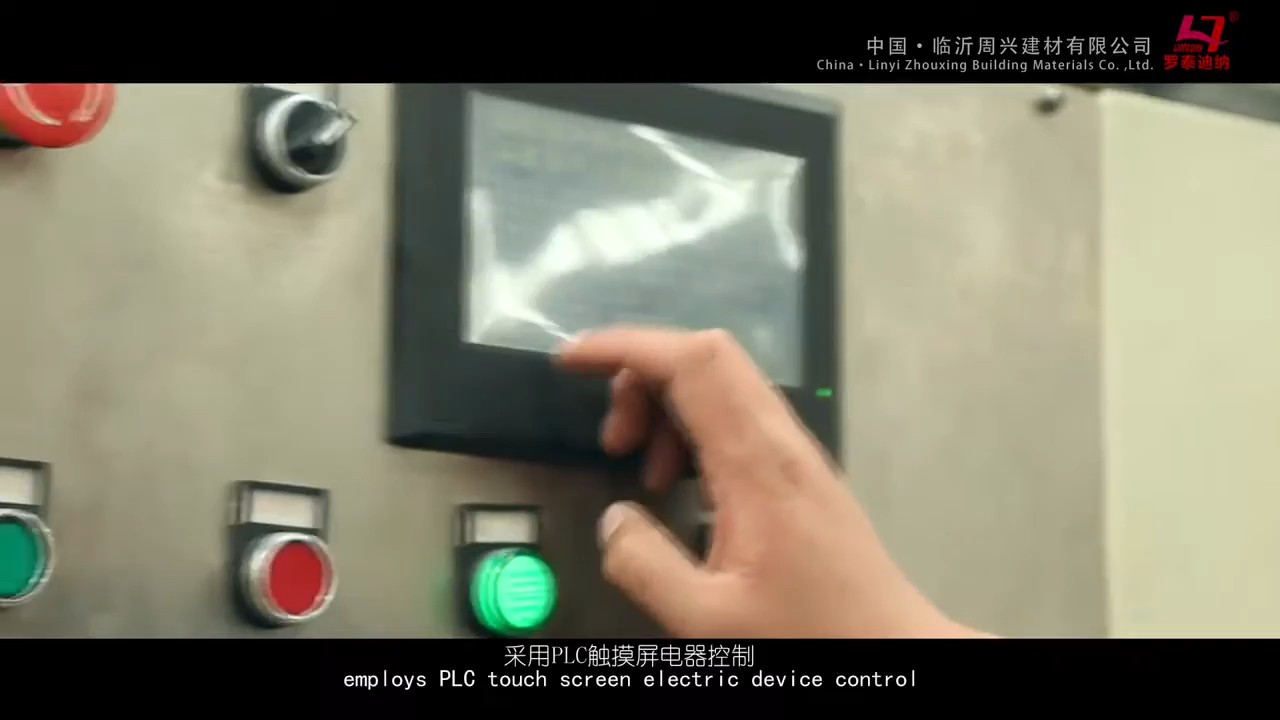 中国·临沂周兴建材有限公司
China·Linyi Zhouxing Building Materials Co. ,Ltd.
罗泰迪纳
采用PLC触摸屏电器控制
employs PLC touch screen electric device control